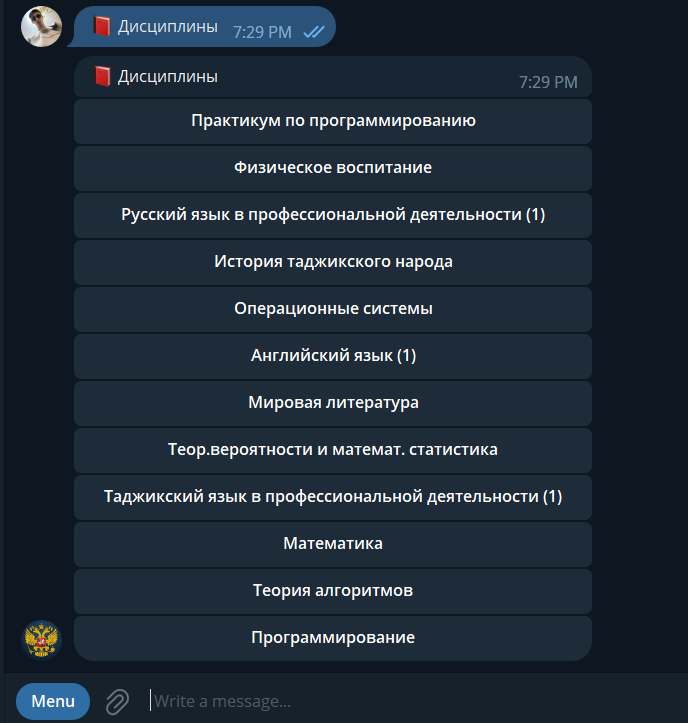 Дисциплины 7:29 PM
Дисциплины
7:29 PM
Практикум по программированию
Физическое воспитание
Русский язык в профессиональной деятельности (1)
История таджикского народа
Операционные системы
Английский язык (1)
Мировая литература
Теор.вероятности и математ. статистика
Таджикский язык в профессиональной деятельности (1)
Математика
Теория алгоритмов
Программирование
Menu
Write a message...